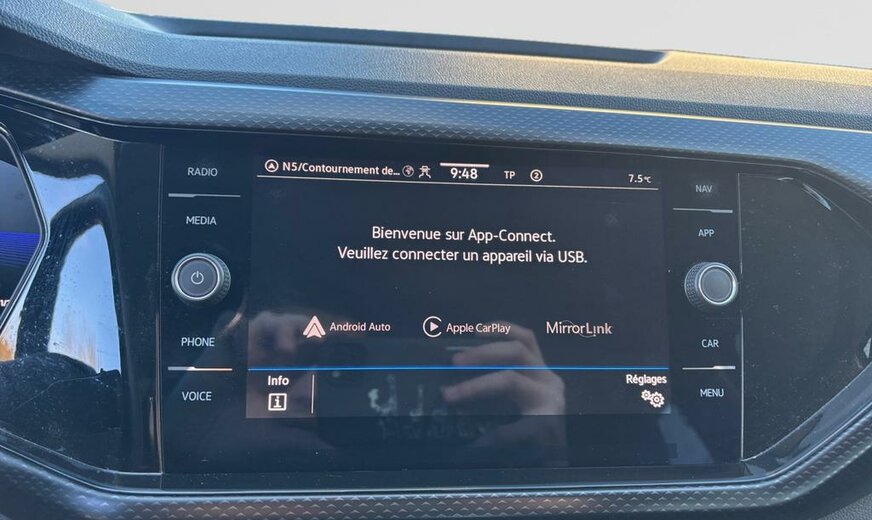 RADIO
MEDIA
PHONE
VOICE
N5/Contournement de... 9:48 TP 2 7.5°C
Bienvenue sur App-Connect.
Veuillez connecter un appareil via USB.
Android Auto Apple CarPlay MirrorLink
Info Réglages
i
NAV
APP
CAR
MENU